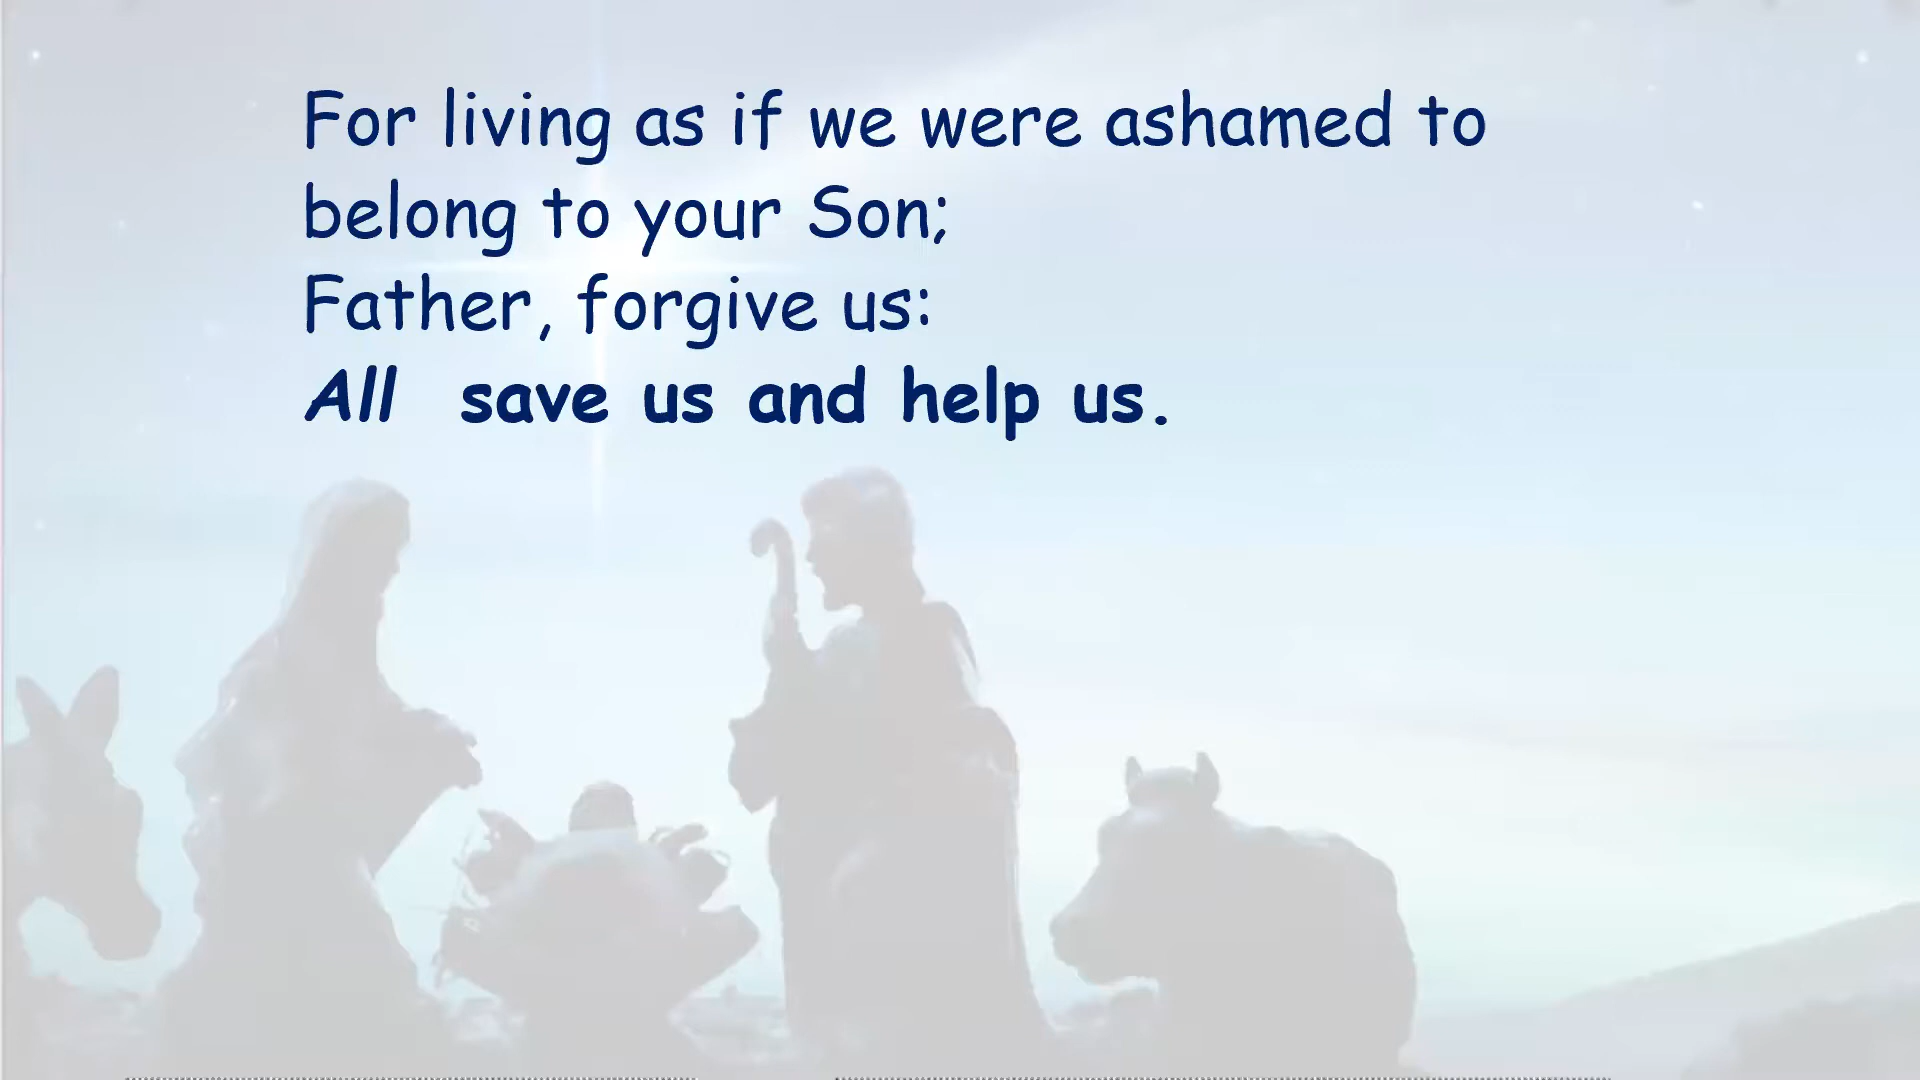 For living as if we were ashamed to
belong to your Son;
Father, forgive us:
All save us and help us.